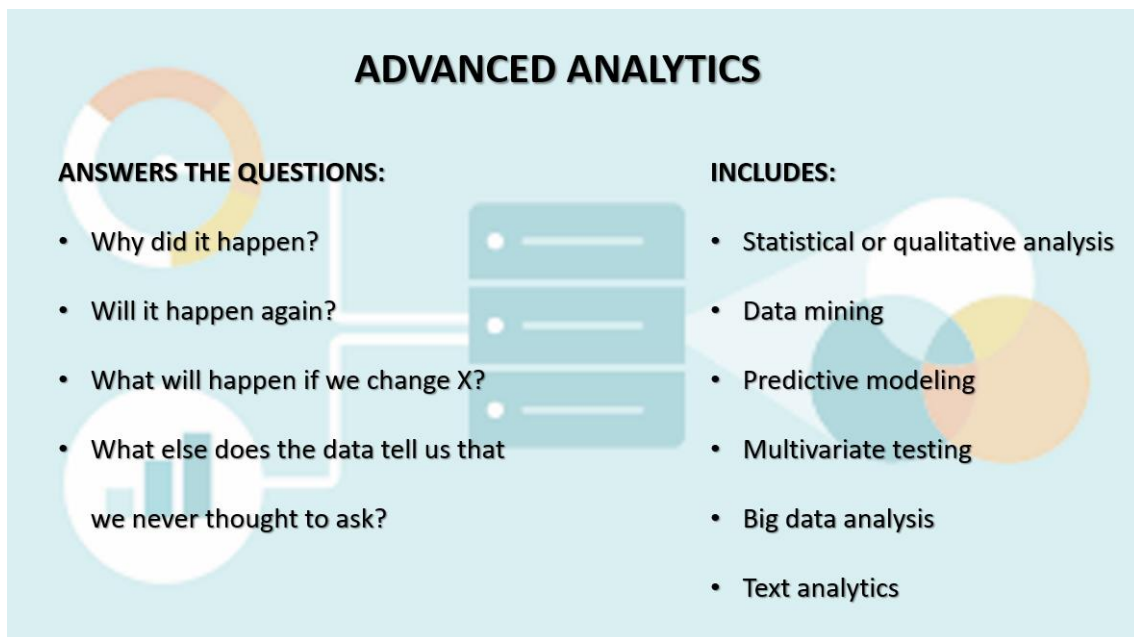 ADVANCED ANALYTICS
ANSWERS THE QUESTIONS:
• Why did it happen?
• Will it happen again?
• What will happen if we change X?
• What else does the data tell us that
we never thought to ask?
INCLUDES:
• Statistical or qualitative analysis
• Data mining
• Predictive modeling
• Multivariate testing
• Big data analysis
• Text analytics